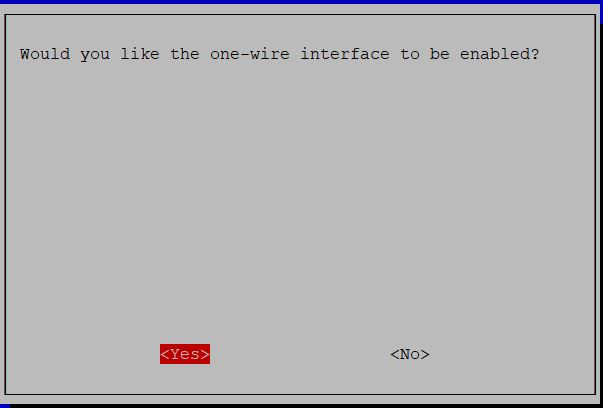 Would you like the one-wire interface to be enabled?
<Yes> <No>